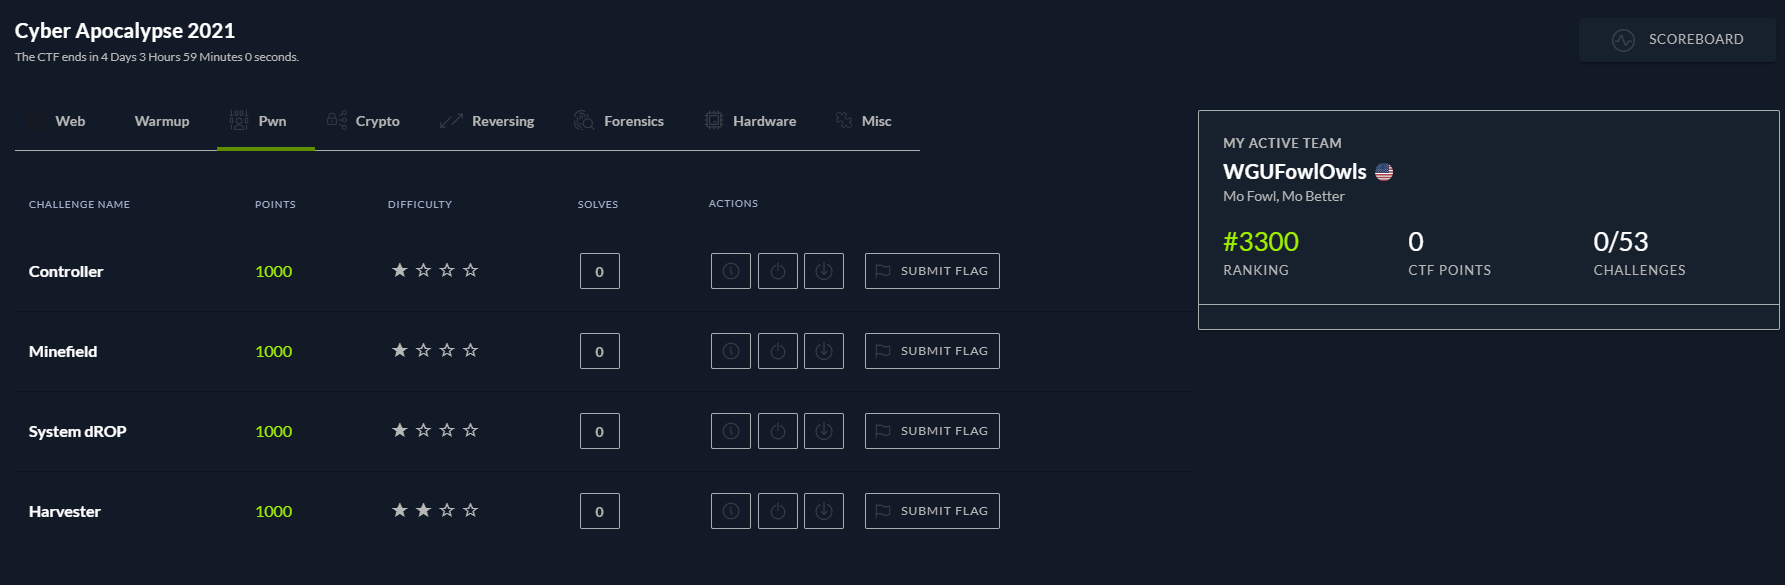 Cyber Apocalypse 2021
The CTF ends in 4 Days 3 Hours 59 Minutes 0 seconds.
SCOREBOARD
Web Warmup Pwn Crypto Reversing Forensics Hardware Misc
CHALLENGE NAME POINTS DIFFICULTY SOLVES ACTIONS
Controller 1000 0 SUBMIT FLAG
Minefield 1000 0 SUBMIT FLAG
System dROP 1000 0 SUBMIT FLAG
Harvester 1000 0 SUBMIT FLAG
MY ACTIVE TEAM
WGUFowlOwls
Mo Fowl, Mo Better
#3300 0 0/53
RANKING CTF POINTS CHALLENGES